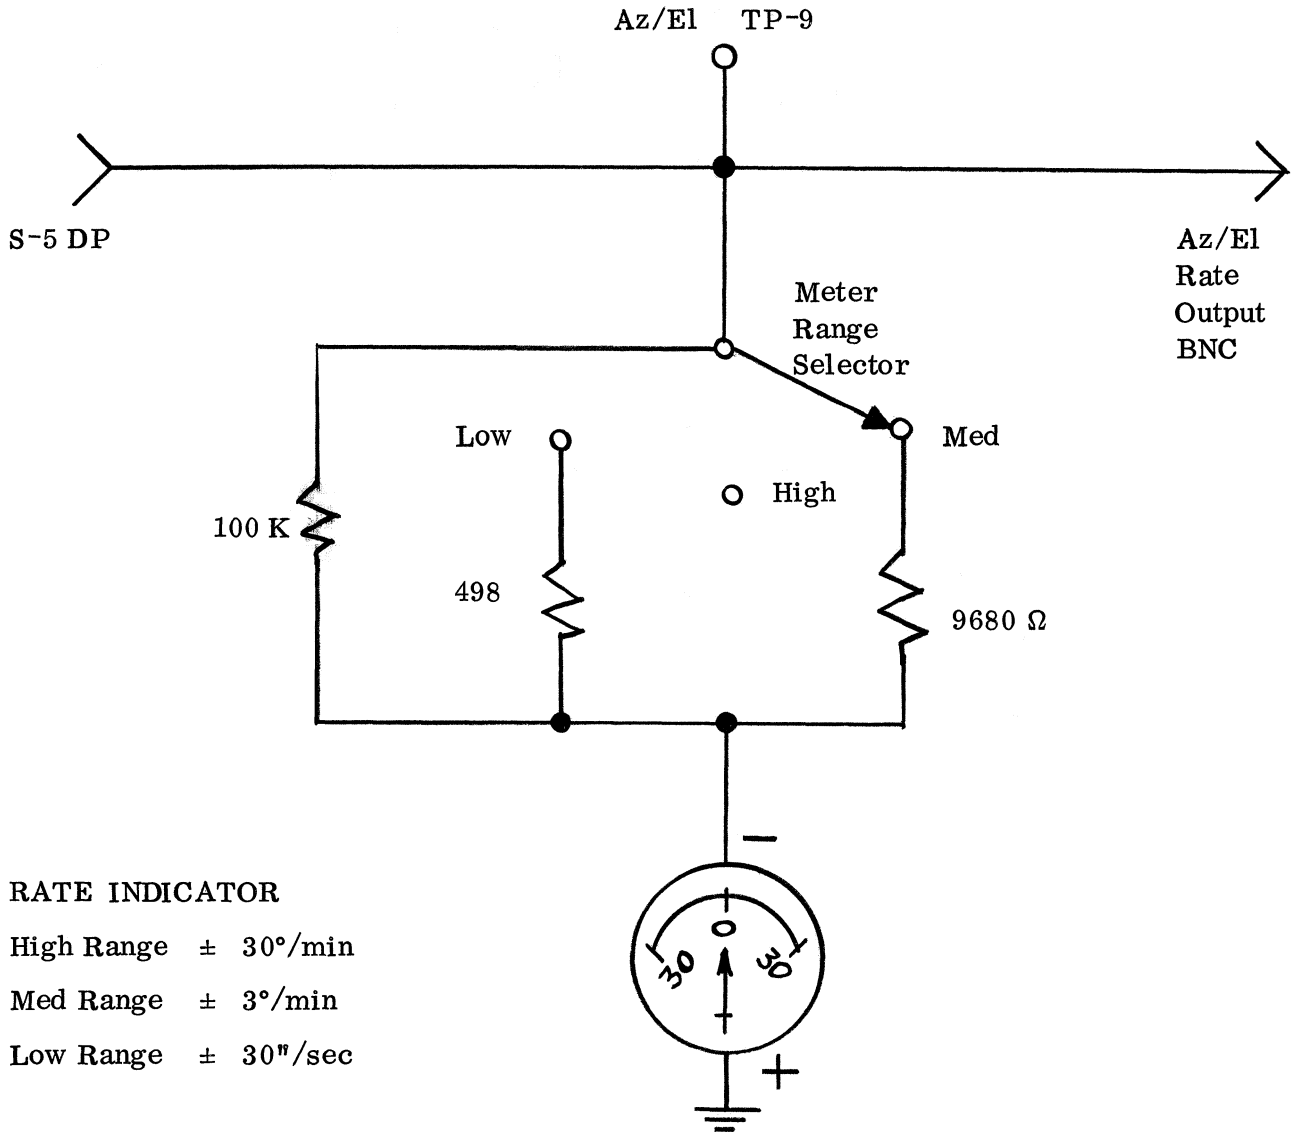 Az/El TP-9
S-5 DP
Az/El
Rate
Output
BNC
Meter
Range
Selector
Low
Med
High
100 K
498
9680 Ω
−
30
0
30
+
RATE INDICATOR
High Range ± 30°/min
Med Range ± 3°/min
Low Range ± 30"/sec